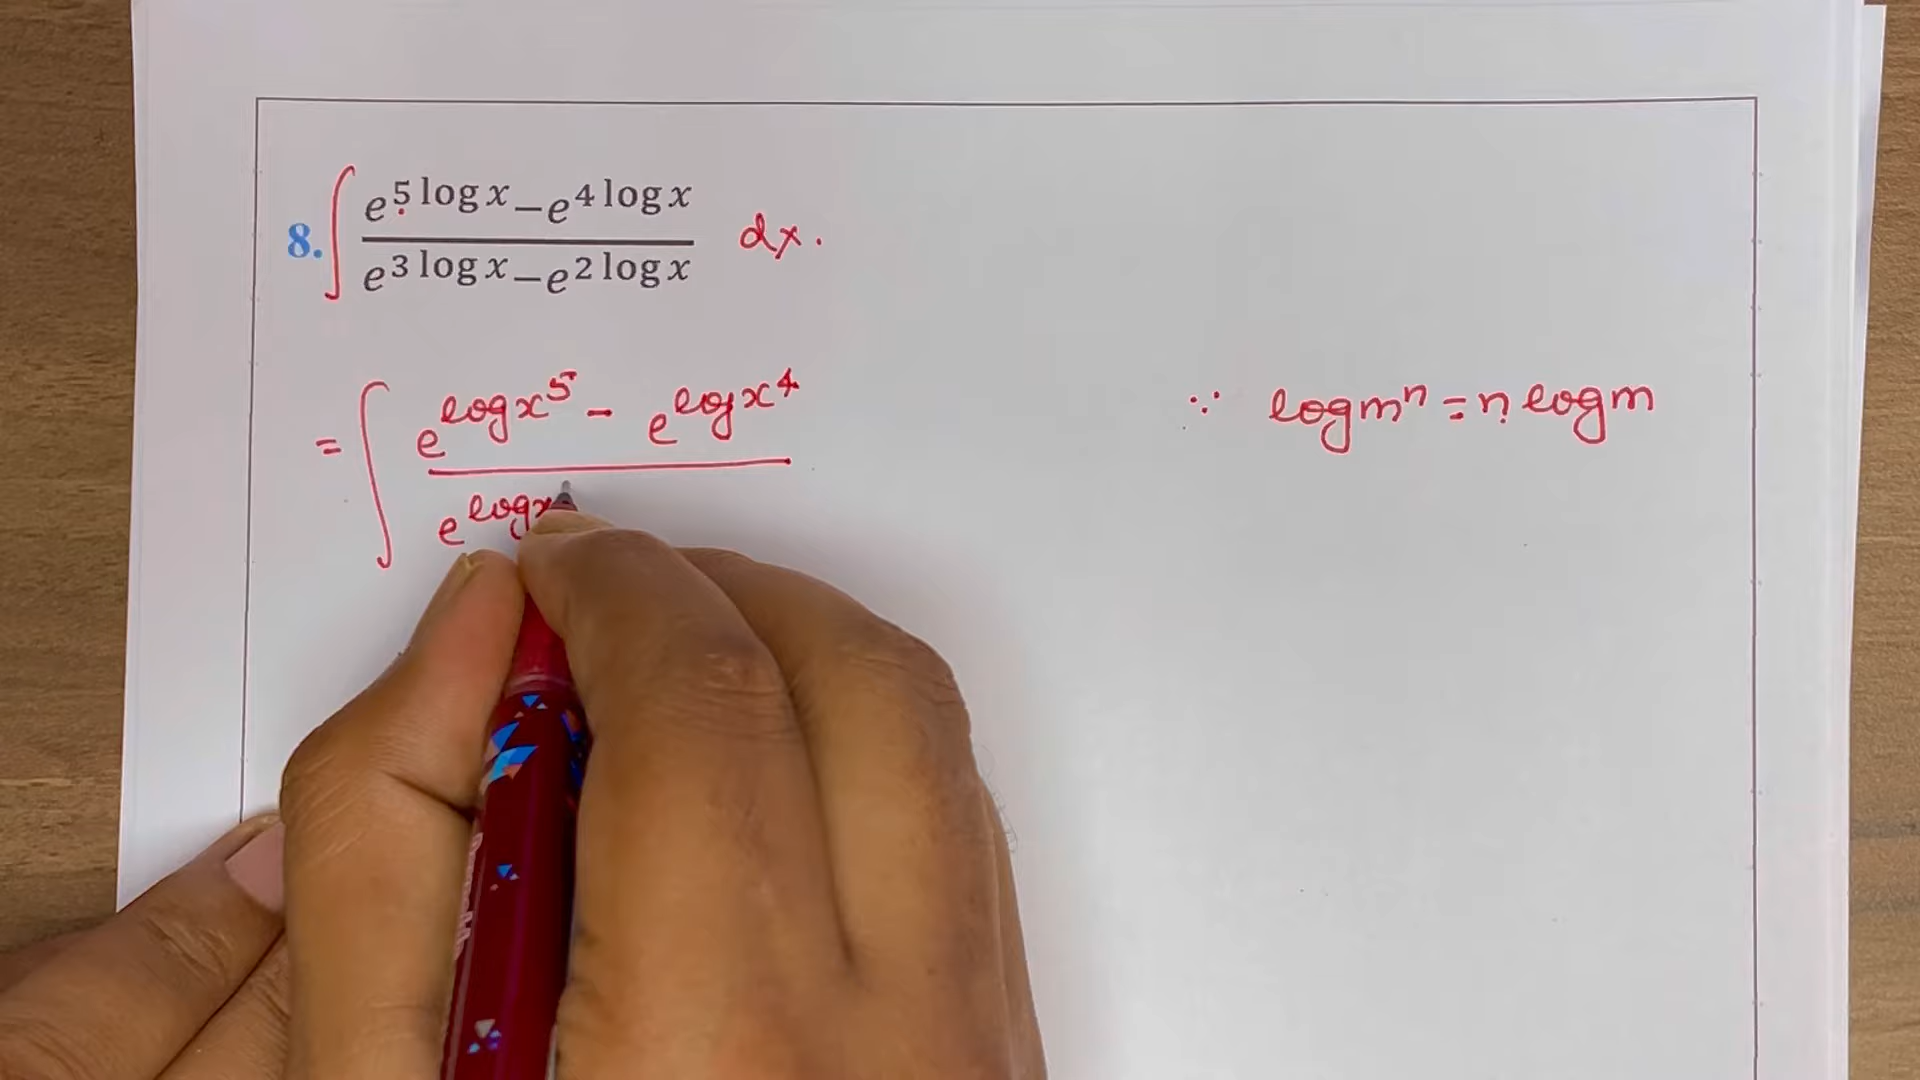 8. ∫ (e^{5 log x} − e^{4 log x}) / (e^{3 log x} − e^{2 log x}) dx.
= ∫ (e^{log x^5} − e^{log x^4}) / (e^{log x}
∵ log m^n = n log m